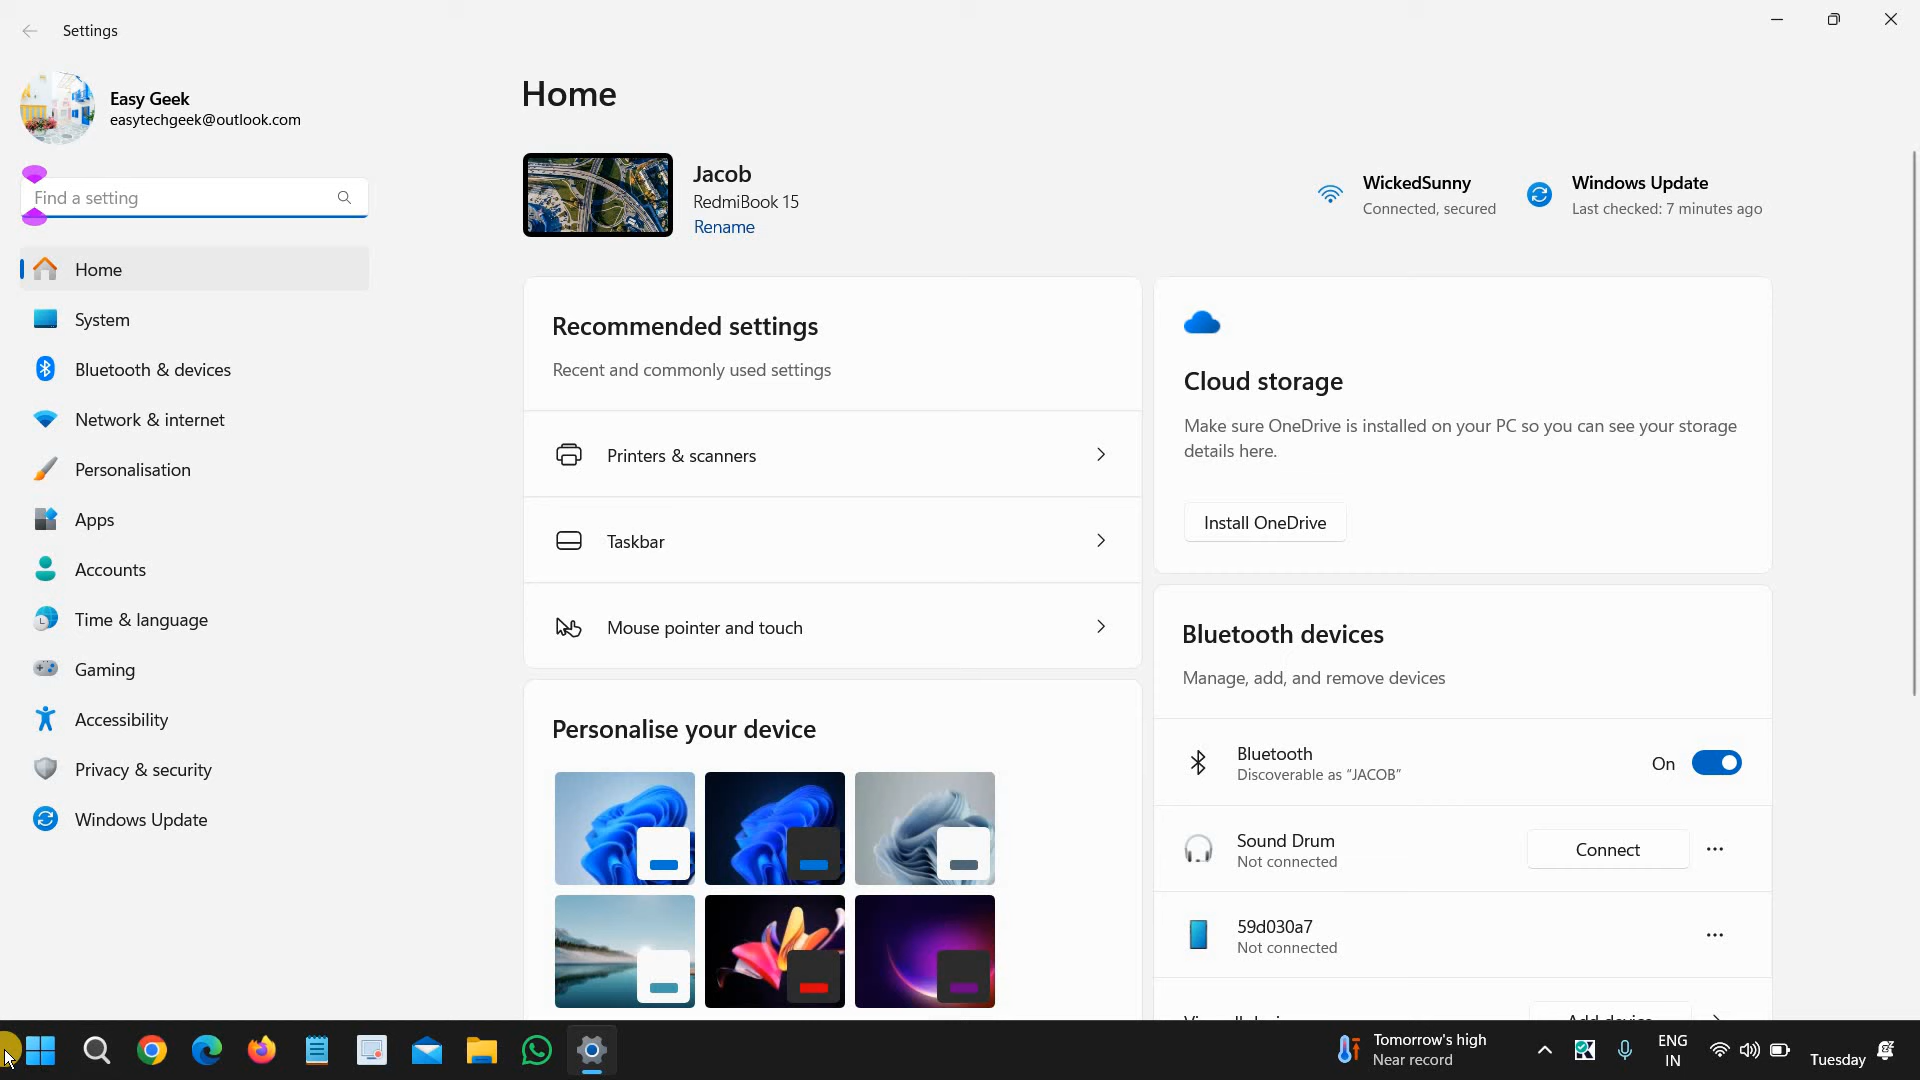 Settings
Easy Geek
easytechgeek@outlook.com
Find a setting
Home
System
Bluetooth & devices
Network & internet
Personalisation
Apps
Accounts
Time & language
Gaming
Accessibility
Privacy & security
Windows Update
Home
Jacob
RedmiBook 15
Rename
WickedSunny
Connected, secured
Windows Update
Last checked: 7 minutes ago
Recommended settings
Recent and commonly used settings
Printers & scanners
Taskbar
Mouse pointer and touch
Personalise your device
Cloud storage
Make sure OneDrive is installed on your PC so you can see your storage
details here.
Install OneDrive
Bluetooth devices
Manage, add, and remove devices
Bluetooth
Discoverable as "JACOB"
On
Sound Drum
Not connected
Connect
59d030a7
Not connected
Add device
Tomorrow's high
Near record
ENG
IN
Tuesday